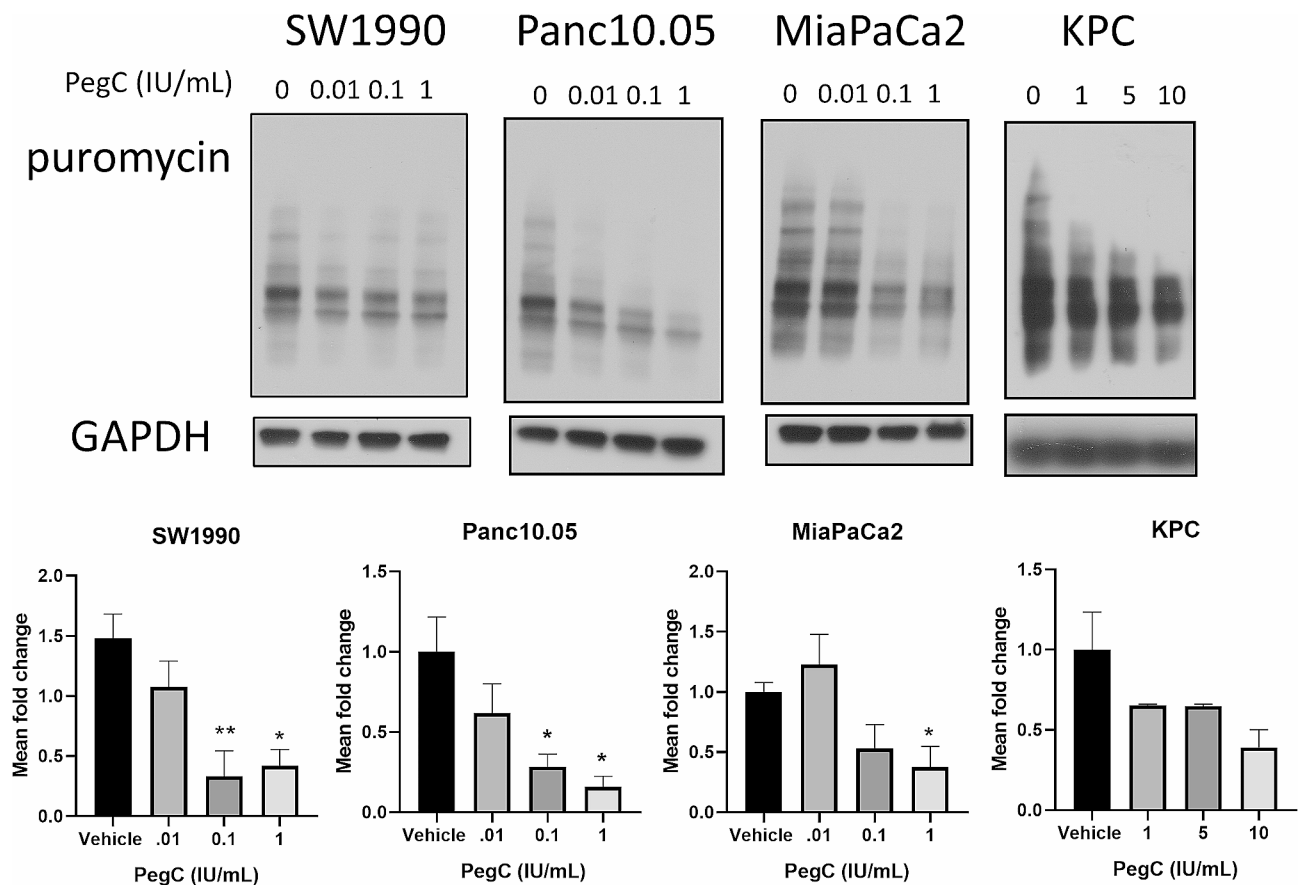 SW1990 Panc10.05 MiaPaCa2 KPC
PegC (IU/mL) 0 0.01 0.1 1 0 0.01 0.1 1 0 0.01 0.1 1 0 1 5 10
puromycin
GAPDH
SW1990
Mean fold change
2.0
1.5
1.0
0.5
0.0
** *
Vehicle .01 0.1 1
PegC (IU/mL)
Panc10.05
Mean fold change
1.5
1.0
0.5
0.0
* *
Vehicle .01 0.1 1
PegC (IU/mL)
MiaPaCa2
Mean fold change
2.0
1.5
1.0
0.5
0.0
*
Vehicle .01 0.1 1
PegC (IU/mL)
KPC
Mean fold change
1.5
1.0
0.5
0.0
Vehicle 1 5 10
PegC (IU/mL)